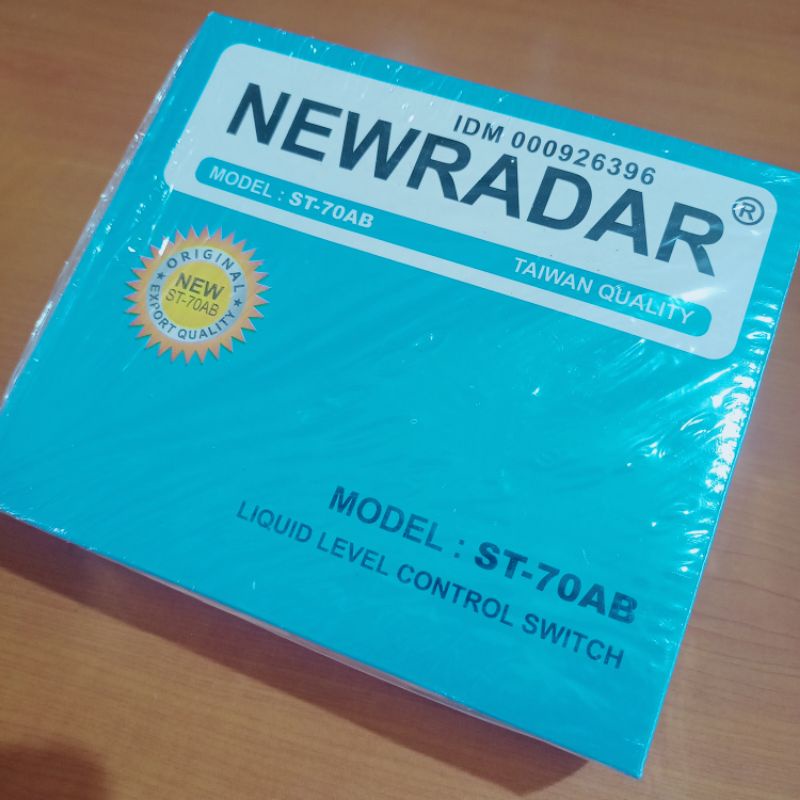 IDM 000926396
NEWRADAR®
MODEL : ST-70AB
TAIWAN QUALITY
★ ORIGINAL ★
NEW
ST-70AB
EXPORT QUALITY
MODEL : ST-70AB
LIQUID LEVEL CONTROL SWITCH